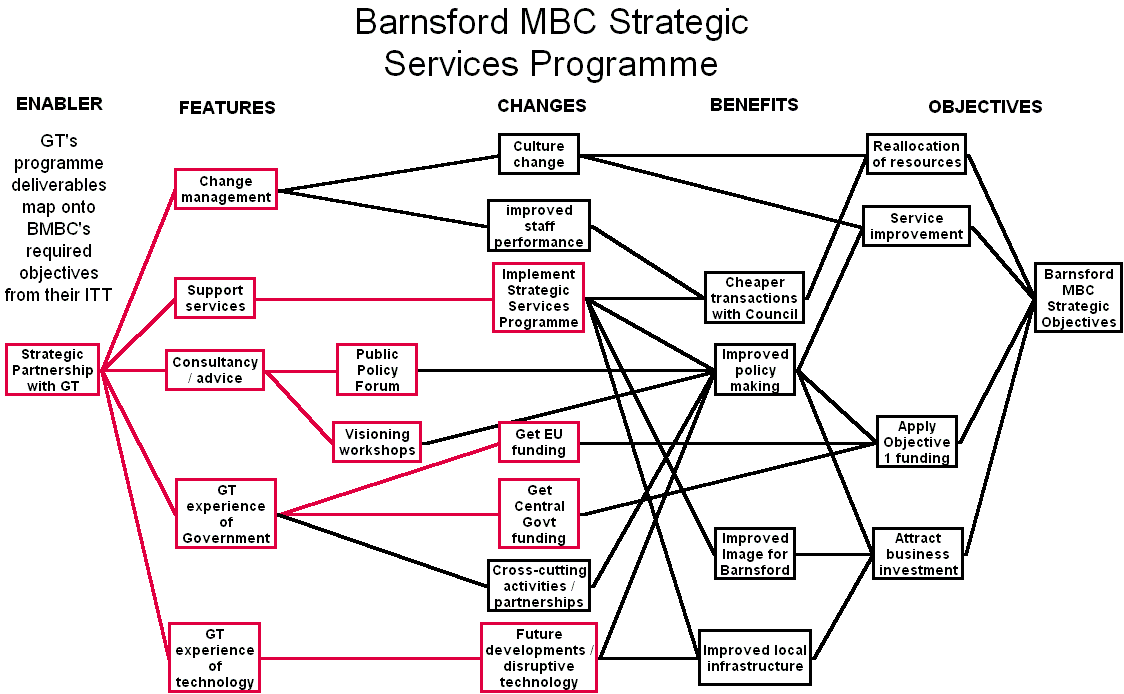 Barnsford MBC Strategic
Services Programme
ENABLER
FEATURES
CHANGES
BENEFITS
OBJECTIVES
GT's
programme
deliverables
map onto
BMBC's
required
objectives
from their ITT
Strategic
Partnership
with GT
Change
management
Support
services
Consultancy
/ advice
GT
experience
of
Government
GT
experience
of
technology
Public
Policy
Forum
Visioning
workshops
Culture
change
improved
staff
performance
Implement
Strategic
Services
Programme
Get EU
funding
Get
Central
Govt
funding
Cross-cutting
activities /
partnerships
Future
developments /
disruptive
technology
Cheaper
transactions
with Council
Improved
policy
making
Improved
Image for
Barnsford
Improved local
infrastructure
Reallocation
of resources
Service
improvement
Apply
Objective
1 funding
Attract
business
investment
Barnsford
MBC
Strategic
Objectives